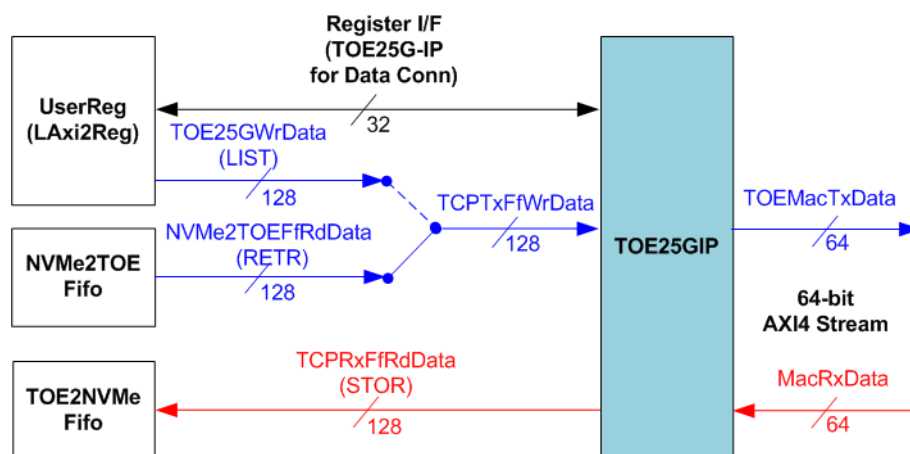 Register I/F
(TOE25G-IP
for Data Conn)
32
UserReg
(LAxi2Reg)
TOE25GWrData
(LIST)
128
TCPTxFfWrData
128
TOE25GIP
TOEMacTxData
64
NVMe2TOE
Fifo
NVMe2TOEFfRdData
(RETR)
128
64-bit
AXI4 Stream
TOE2NVMe
Fifo
TCPRxFfRdData
(STOR)
128
MacRxData
64